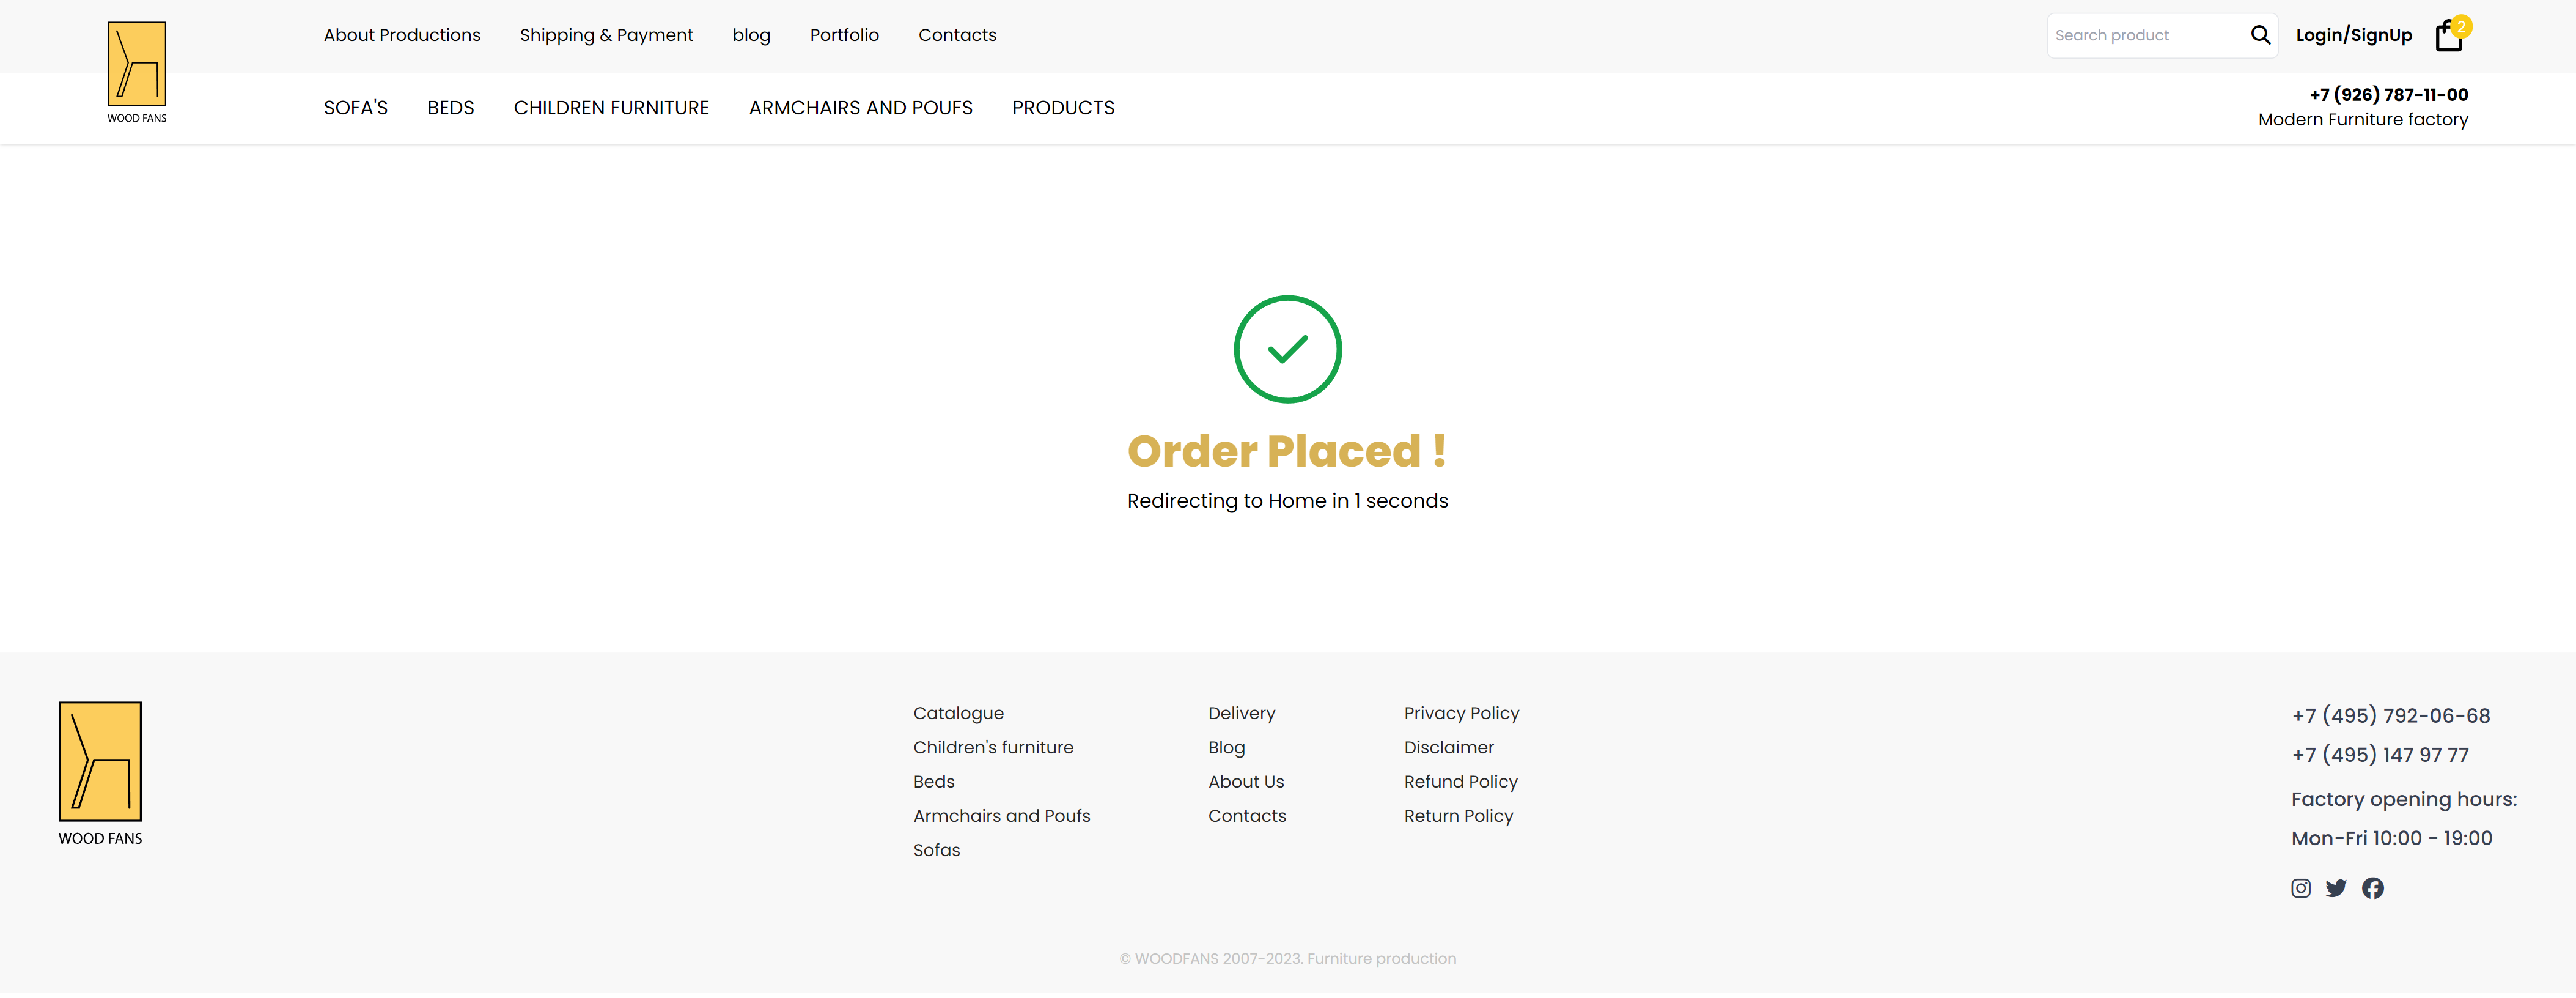 About Productions Shipping & Payment blog Portfolio Contacts Search product Login/SignUp 2
WOOD FANS
SOFA'S BEDS CHILDREN FURNITURE ARMCHAIRS AND POUFS PRODUCTS
+7 (926) 787-11-00
Modern Furniture factory
Order Placed !
Redirecting to Home in 1 seconds
WOOD FANS
Catalogue
Children's furniture
Beds
Armchairs and Poufs
Sofas
Delivery
Blog
About Us
Contacts
Privacy Policy
Disclaimer
Refund Policy
Return Policy
+7 (495) 792-06-68
+7 (495) 147 97 77
Factory opening hours:
Mon-Fri 10:00 - 19:00
© WOODFANS 2007-2023. Furniture production